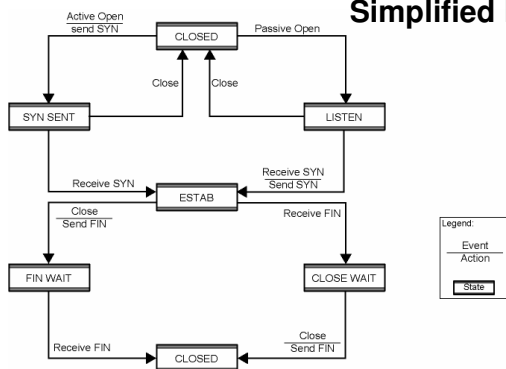 Simplified
Active Open
send SYN
CLOSED
Passive Open
Close
Close
SYN SENT
LISTEN
Receive SYN
Receive SYN
Send SYN
ESTAB
Close
Send FIN
Receive FIN
Legend:
Event
Action
State
FIN WAIT
CLOSE WAIT
Receive FIN
CLOSED
Close
Send FIN